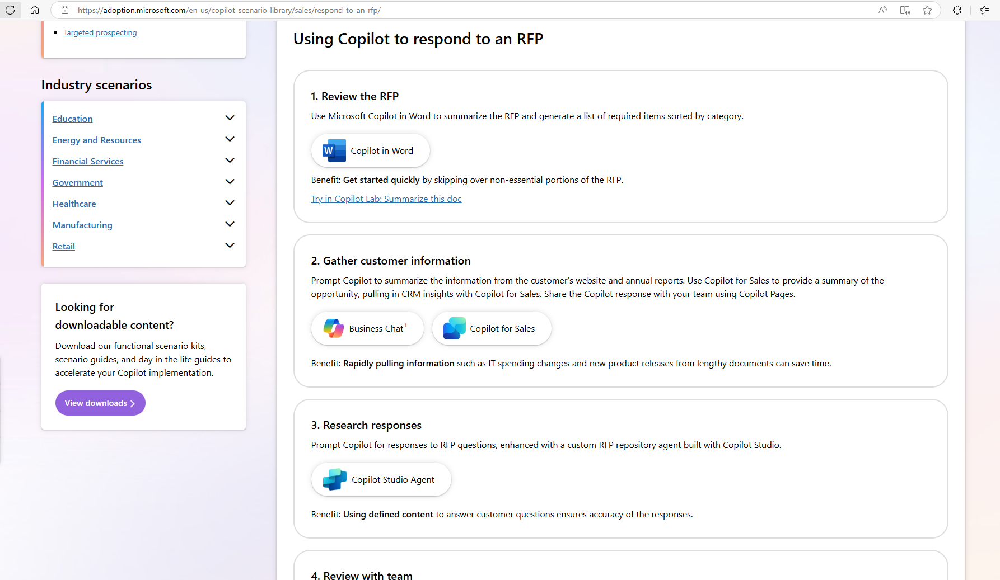 https://adoption.microsoft.com/en-us/copilot-scenario-library/sales/respond-to-an-rfp/
Targeted prospecting
Industry scenarios
Education
Energy and Resources
Financial Services
Government
Healthcare
Manufacturing
Retail
Looking for
downloadable content?
Download our functional scenario kits,
scenario guides, and day in the life guides to
accelerate your Copilot implementation.
View downloads
Using Copilot to respond to an RFP
1. Review the RFP
Use Microsoft Copilot in Word to summarize the RFP and generate a list of required items sorted by category.
W Copilot in Word
Benefit: Get started quickly by skipping over non-essential portions of the RFP.
Try in Copilot Lab: Summarize this doc
2. Gather customer information
Prompt Copilot to summarize the information from the customer’s website and annual reports. Use Copilot for Sales to provide a summary of the
opportunity, pulling in CRM insights with Copilot for Sales. Share the Copilot response with your team using Copilot Pages.
Business Chat¹ Copilot for Sales
Benefit: Rapidly pulling information such as IT spending changes and new product releases from lengthy documents can save time.
3. Research responses
Prompt Copilot for responses to RFP questions, enhanced with a custom RFP repository agent built with Copilot Studio.
Copilot Studio Agent
Benefit: Using defined content to answer customer questions ensures accuracy of the responses.
4. Review with team